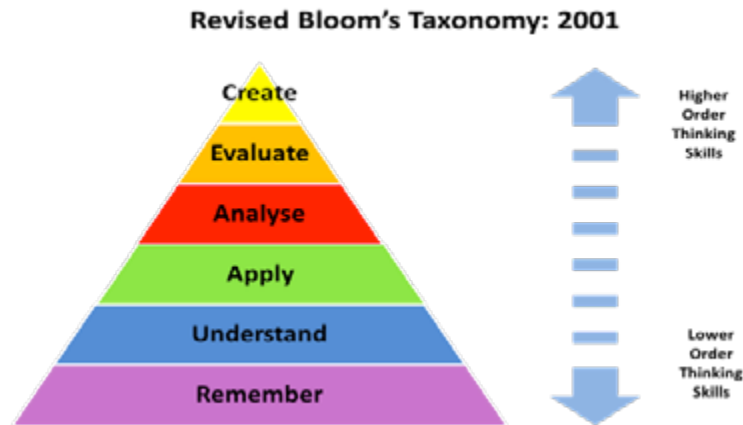 Revised Bloom's Taxonomy: 2001
Create
Evaluate
Analyse
Apply
Understand
Remember
Higher
Order
Thinking
Skills
Lower
Order
Thinking
Skills